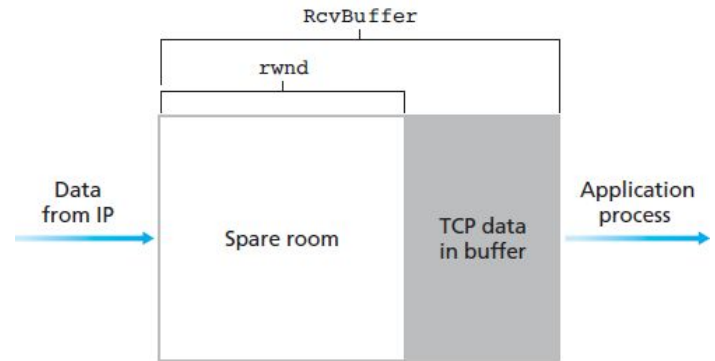 RcvBuffer
rwnd
Data
from IP
Spare room
TCP data
in buffer
Application
process